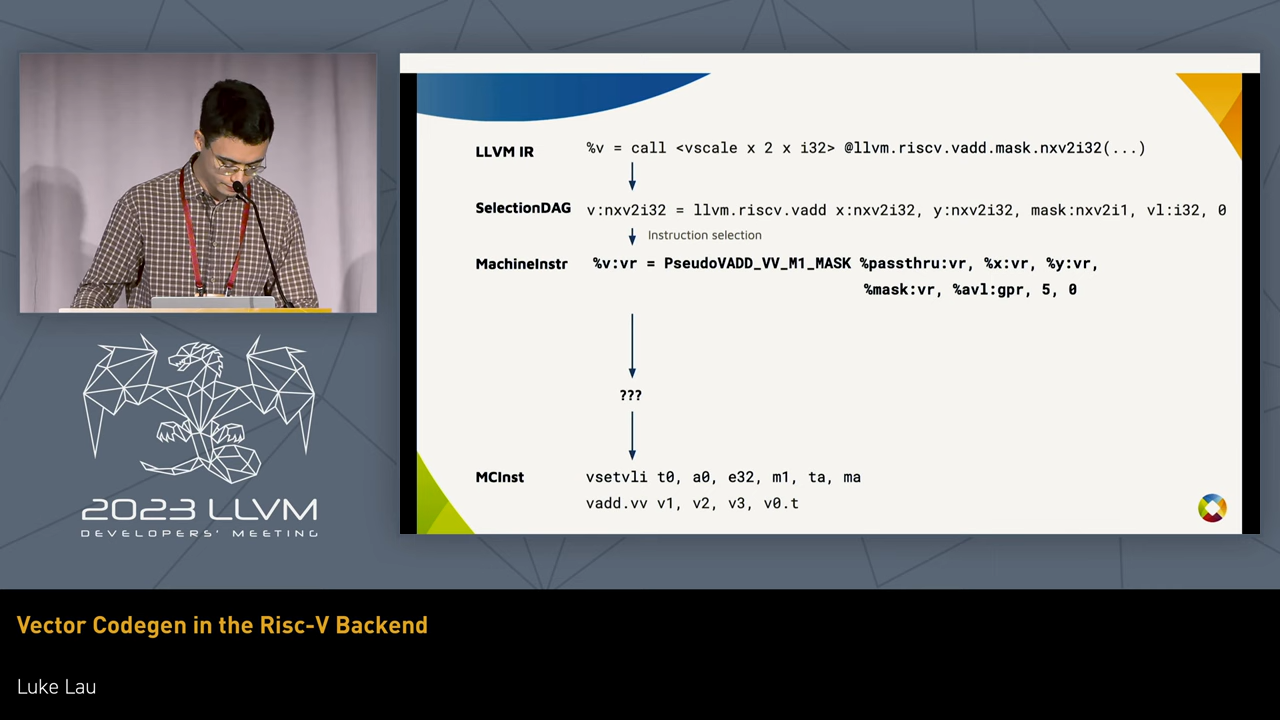 LLVM IR %v = call <vscale x 2 x i32> @llvm.riscv.vadd.mask.nxv2i32(...)
SelectionDAG v:nxv2i32 = llvm.riscv.vadd x:nxv2i32, y:nxv2i32, mask:nxv2i1, vl:i32, 0
Instruction selection
MachineInstr %v:vr = PseudoVADD_VV_M1_MASK %passthru:vr, %x:vr, %y:vr,
%mask:vr, %avl:gpr, 5, 0
???
MCInst vsetvli t0, a0, e32, m1, ta, ma
vadd.vv v1, v2, v3, v0.t
2023 LLVM
DEVELOPERS' MEETING
Vector Codegen in the Risc-V Backend
Luke Lau